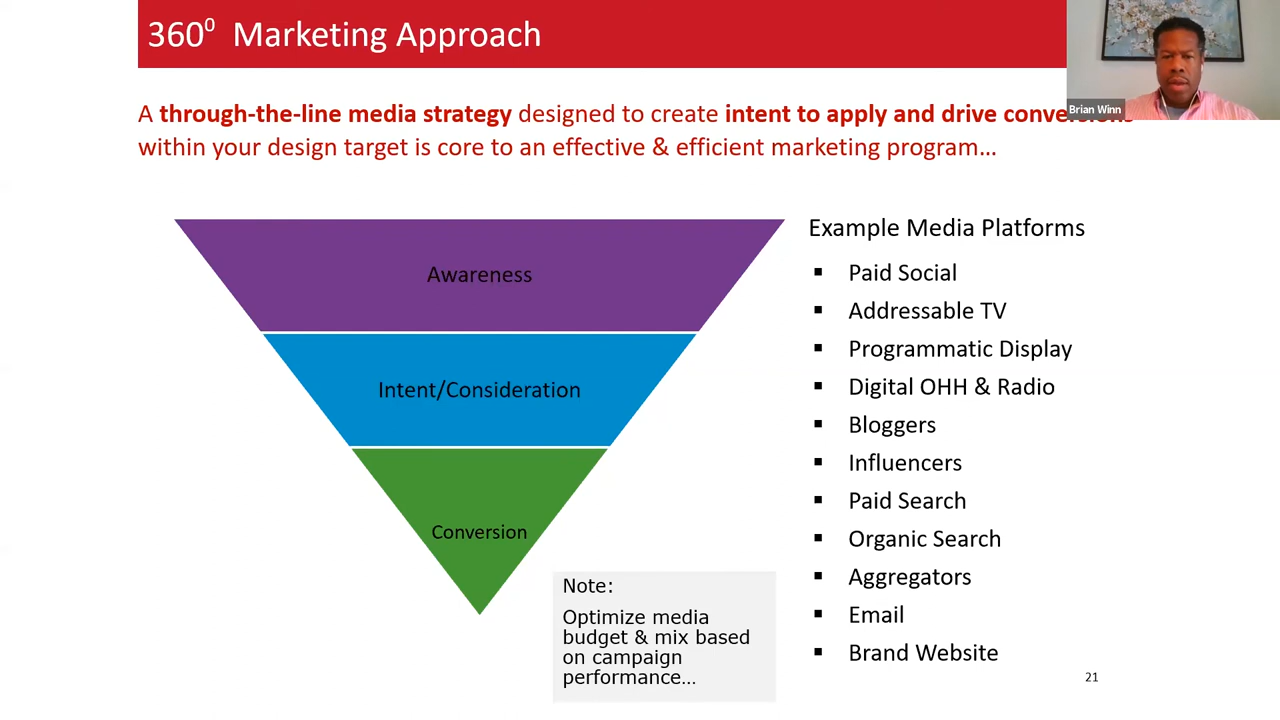 360⁰ Marketing Approach
Brian Winn
A through-the-line media strategy designed to create intent to apply and drive conversions
within your design target is core to an effective & efficient marketing program…
Awareness
Intent/Consideration
Conversion
Note:
Optimize media
budget & mix based
on campaign
performance…
Example Media Platforms
▪ Paid Social
▪ Addressable TV
▪ Programmatic Display
▪ Digital OHH & Radio
▪ Bloggers
▪ Influencers
▪ Paid Search
▪ Organic Search
▪ Aggregators
▪ Email
▪ Brand Website
21